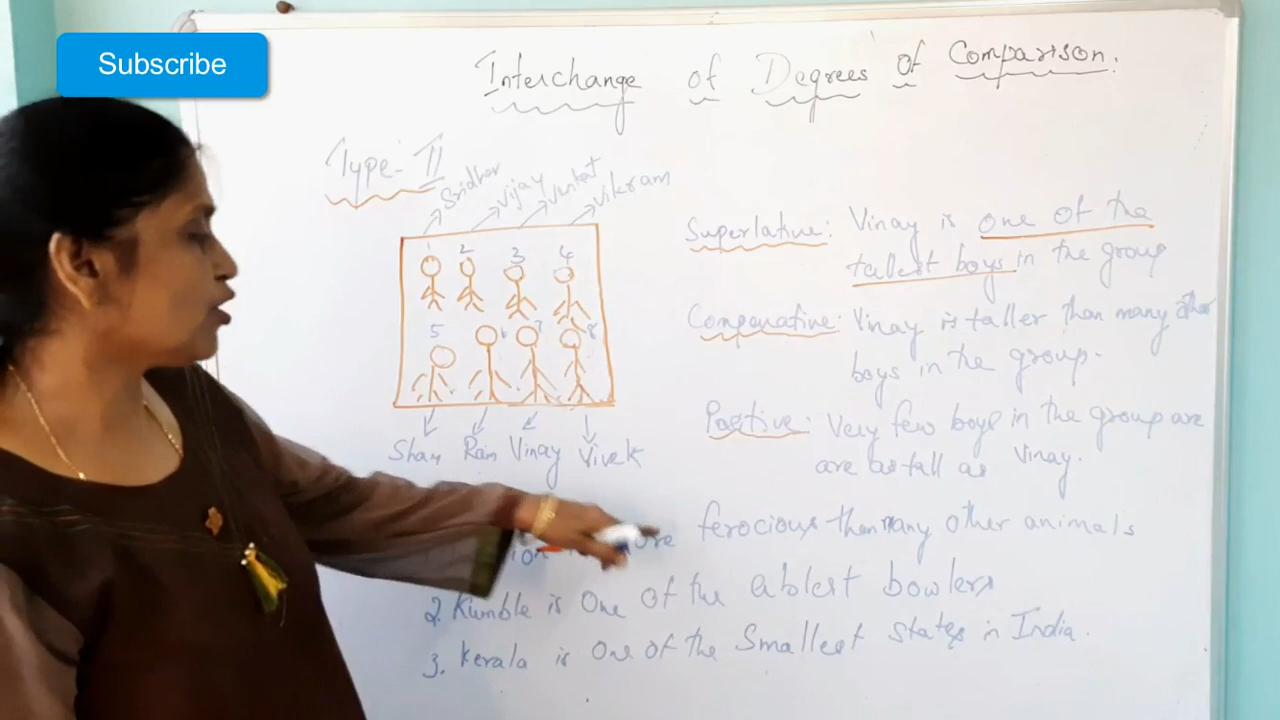 Subscribe
Interchange of Degrees of Comparison.
Type- II
Sridhar Vijay Venkat Vikram
1 2 3 4
5 6 7 8
Sham Ram Vinay Vivek
Superlative: Vinay is one of the
tallest boys in the group
Comparative: Vinay is taller than many other
boys in the group.
Positive: Very few boys in the group are
are as tall as Vinay.
ferocious than many other animals
2. Kumble is One of the ablest bowlers
3. Kerala is One of the Smallest States in India.